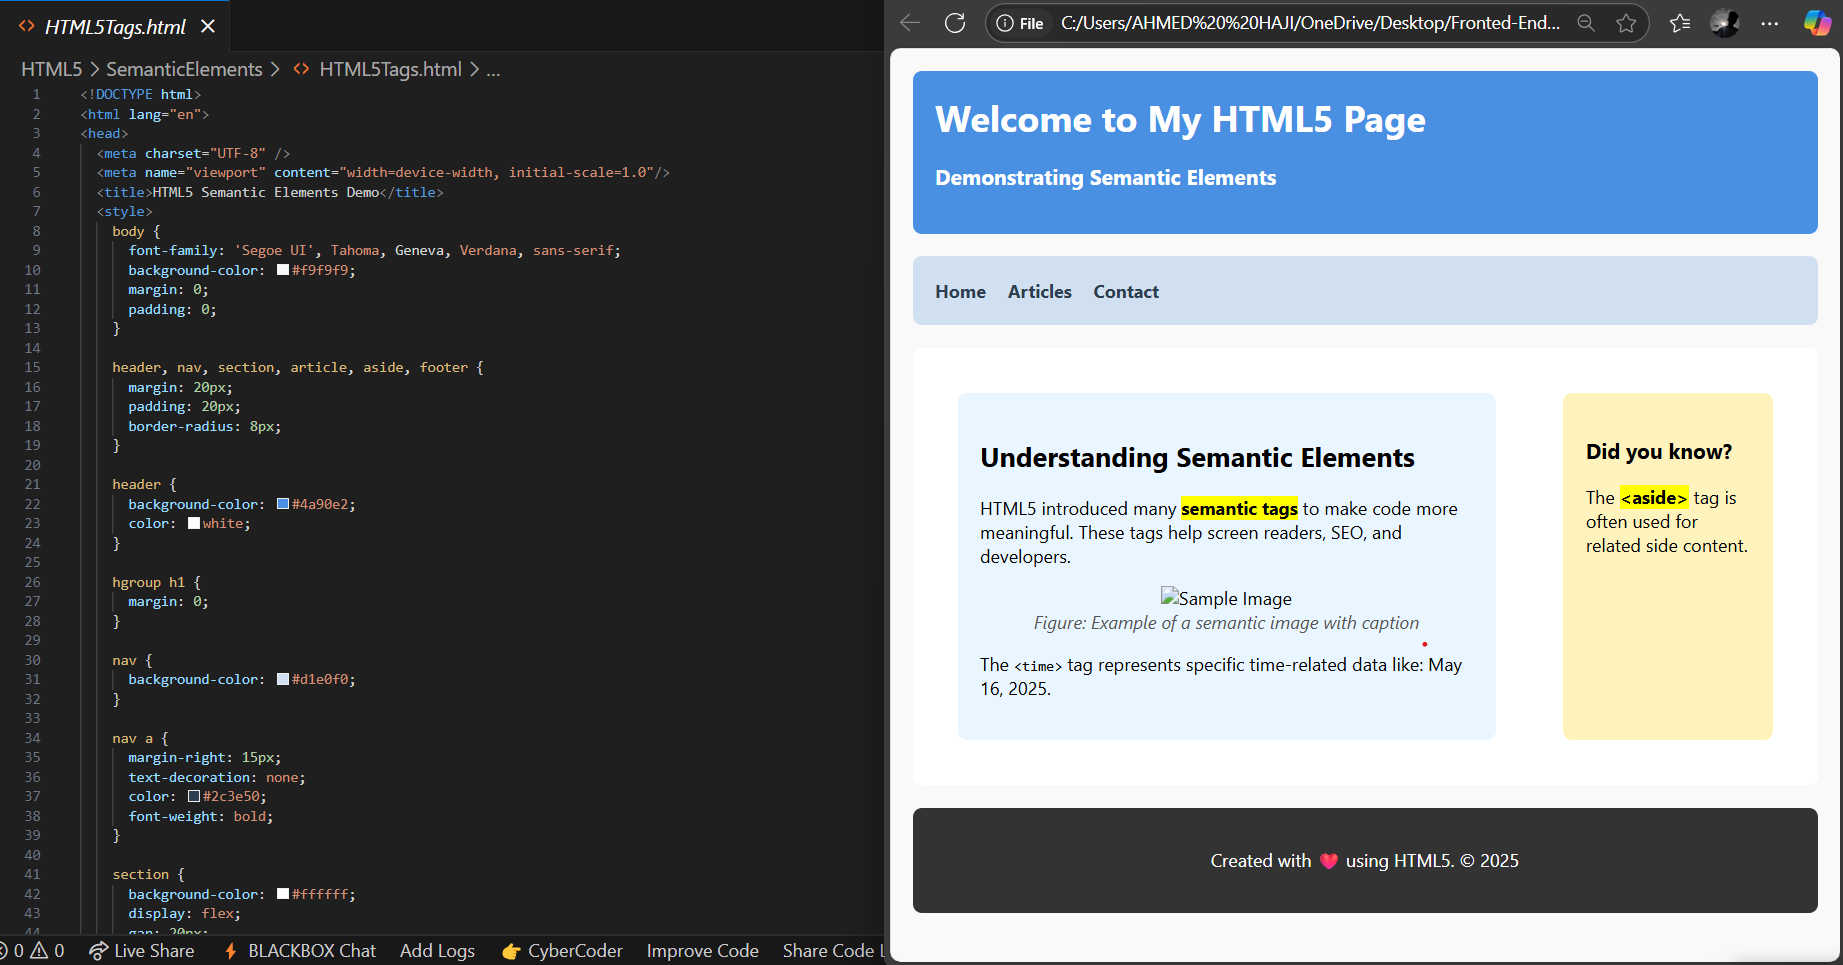 HTML5Tags.html
HTML5 > SemanticElements > HTML5Tags.html > ...
1 <!DOCTYPE html>
2 <html lang="en">
3 <head>
4 <meta charset="UTF-8" />
5 <meta name="viewport" content="width=device-width, initial-scale=1.0"/>
6 <title>HTML5 Semantic Elements Demo</title>
7 <style>
8 body {
9 font-family: 'Segoe UI', Tahoma, Geneva, Verdana, sans-serif;
10 background-color: #f9f9f9;
11 margin: 0;
12 padding: 0;
13 }
14
15 header, nav, section, article, aside, footer {
16 margin: 20px;
17 padding: 20px;
18 border-radius: 8px;
19 }
20
21 header {
22 background-color: #4a90e2;
23 color: white;
24 }
25
26 hgroup h1 {
27 margin: 0;
28 }
29
30 nav {
31 background-color: #d1e0f0;
32 }
33
34 nav a {
35 margin-right: 15px;
36 text-decoration: none;
37 color: #2c3e50;
38 font-weight: bold;
39 }
40
41 section {
42 background-color: #ffffff;
43 display: flex;
44 gap: 20px;
0 0 Live Share BLACKBOX Chat Add Logs CyberCoder Improve Code Share Code
File C:/Users/AHMED%20%20HAJI/OneDrive/Desktop/Fronted-End...
Welcome to My HTML5 Page
Demonstrating Semantic Elements
Home Articles Contact
Understanding Semantic Elements
HTML5 introduced many semantic tags to make code more
meaningful. These tags help screen readers, SEO, and
developers.
Sample Image
Figure: Example of a semantic image with caption
The <time> tag represents specific time-related data like: May
16, 2025.
Did you know?
The <aside> tag is
often used for
related side content.
Created with ❤️ using HTML5. © 2025